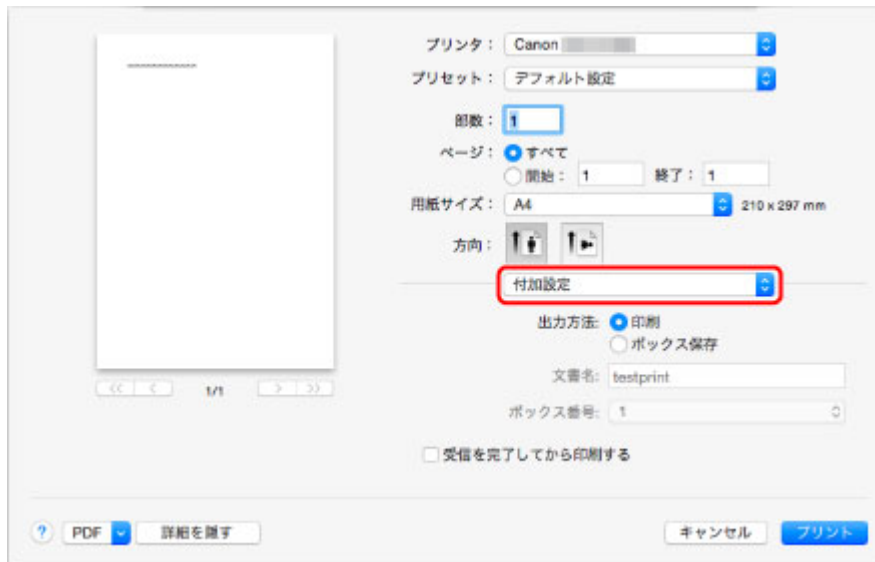 プリンタ： Canon
プリセット： デフォルト設定
部数： 1
ページ： すべて
開始： 1 終了： 1
用紙サイズ： A4 210 x 297 mm
方向：
付加設定
出力方法: 印刷
ボックス保存
文書名: testprint
ボックス番号: 1
受信を完了してから印刷する
<< < 1/1 > >>
? PDF 詳細を隠す キャンセル プリント